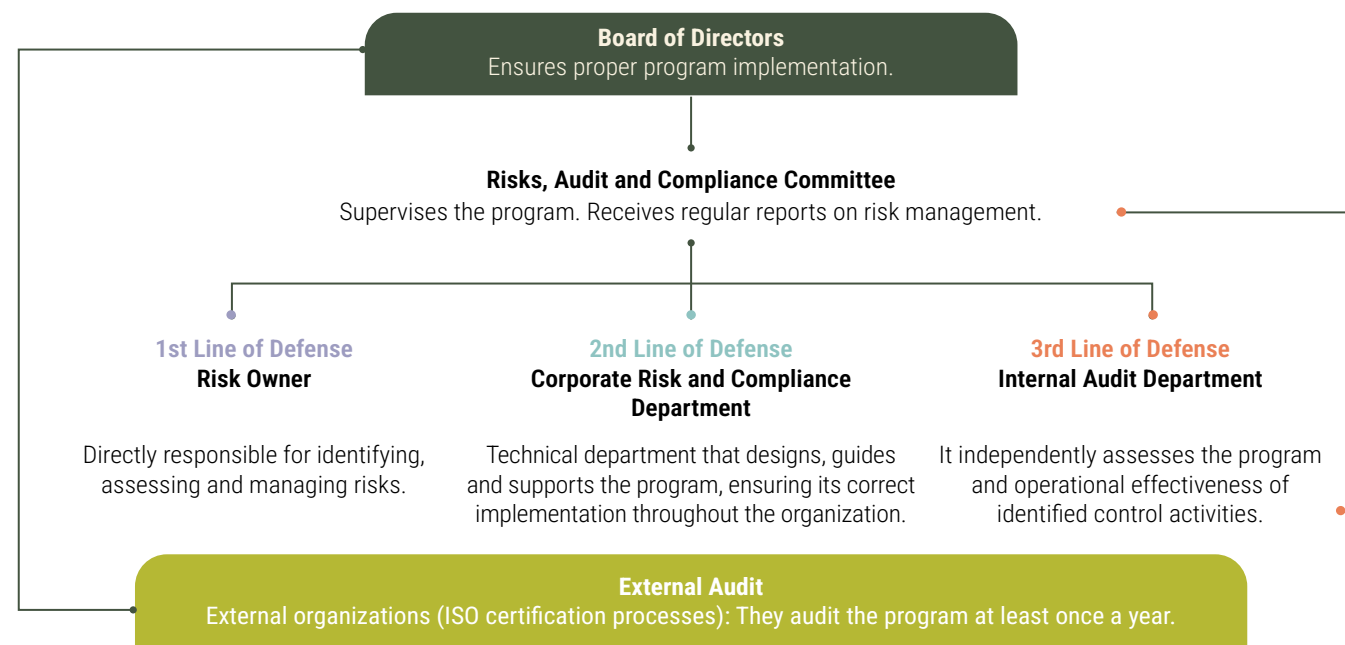 Board of Directors
Ensures proper program implementation.
Risks, Audit and Compliance Committee
Supervises the program. Receives regular reports on risk management.
1st Line of Defense
Risk Owner
Directly responsible for identifying,
assessing and managing risks.
2nd Line of Defense
Corporate Risk and Compliance
Department
Technical department that designs, guides
and supports the program, ensuring its correct
implementation throughout the organization.
3rd Line of Defense
Internal Audit Department
It independently assesses the program
and operational effectiveness of
identified control activities.
External Audit
External organizations (ISO certification processes): They audit the program at least once a year.